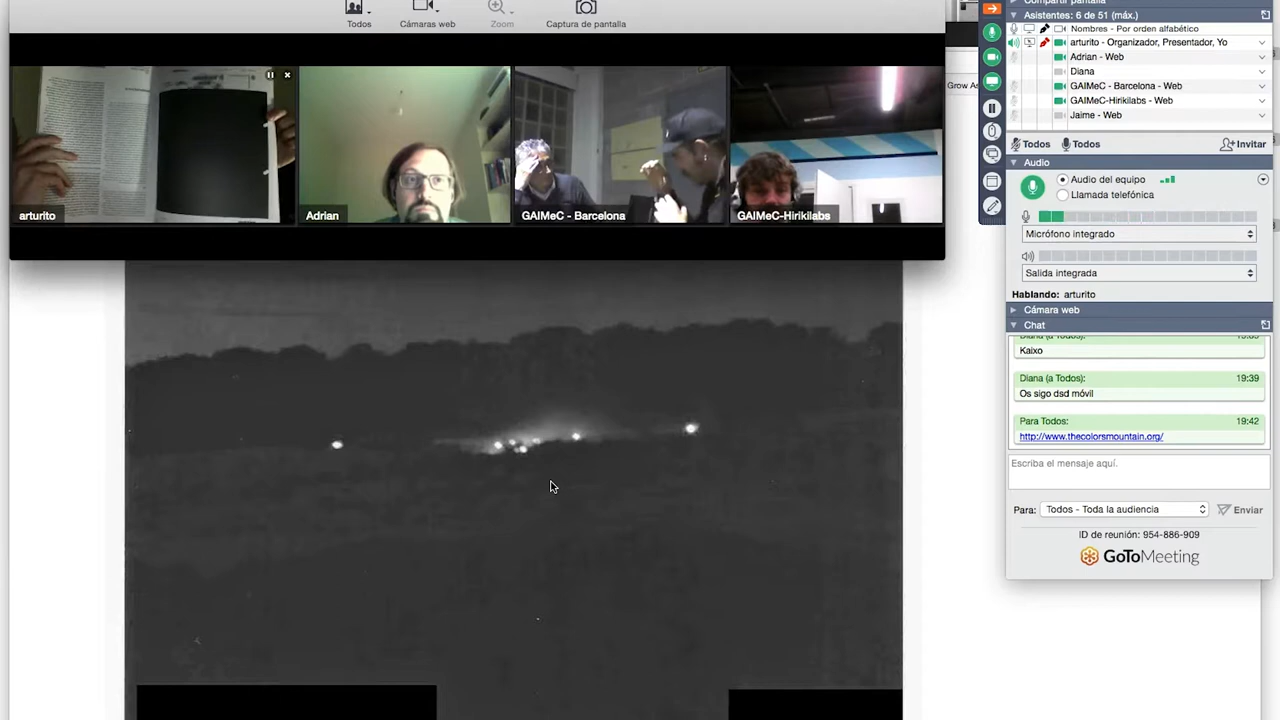 Compartir pantalla
Todos
Cámaras web
Zoom
Captura de pantalla
arturito
Adrian
GAIMeC - Barcelona
GAIMeC-Hirikilabs
Grow As
Asistentes: 6 de 51 (máx.)
Nombres - Por orden alfabético
arturito - Organizador, Presentador, Yo
Adrian - Web
Diana
GAIMeC - Barcelona - Web
GAIMeC-Hirikilabs - Web
Jaime - Web
Todos
Todos
Invitar
Audio
Audio del equipo
Llamada telefónica
Micrófono integrado
Salida integrada
Hablando: arturito
Cámara web
Chat
Diana (a Todos):
Kaixo
Diana (a Todos): 19:39
Os sigo dsd móvil
Para Todos: 19:42
http://www.thecolorsmountain.org/
Escriba el mensaje aquí.
Para: Todos - Toda la audiencia
Enviar
ID de reunión: 954-886-909
GoToMeeting